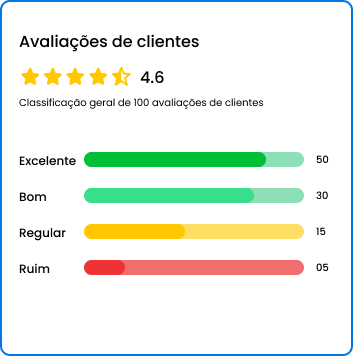 Avaliações de clientes
4.6
Classificação geral de 100 avaliações de clientes
Excelente 50
Bom 30
Regular 15
Ruim 05